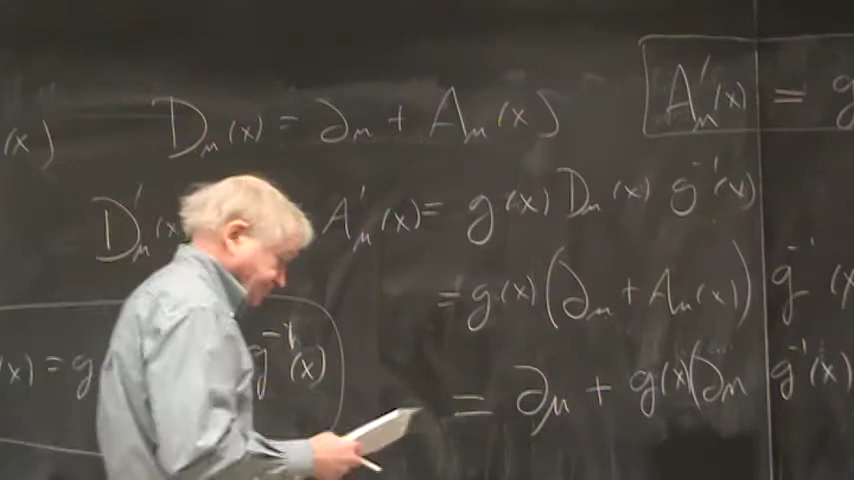 (x) D_μ(x) = ∂_μ + A_μ(x)
A'_μ(x) = g
D'_μ(x A'_μ(x) = g(x) D_μ(x) g⁻¹(x)
= g(x)(∂_μ + A_μ(x)) g⁻¹(x
(x) = g g⁻¹(x)
= ∂_μ + g(x)(∂_μ g⁻¹(x)